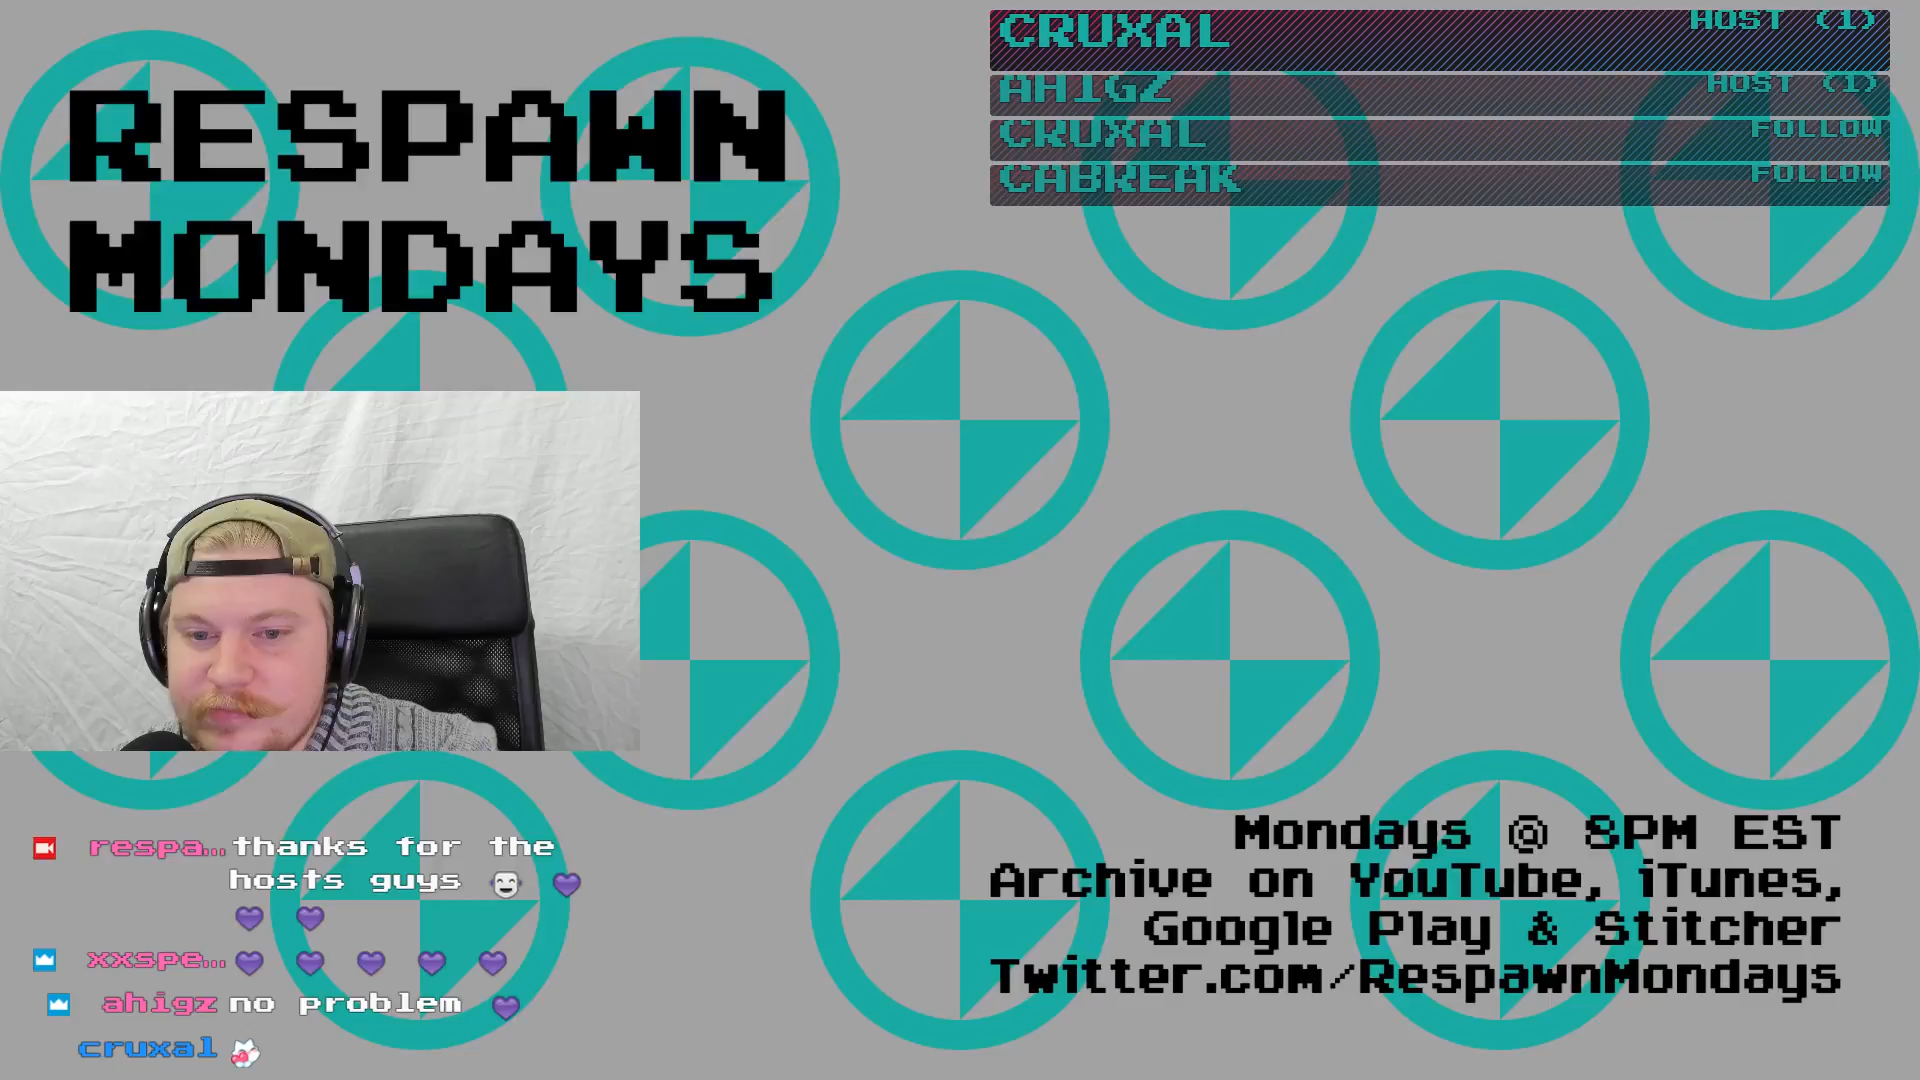 RESPAWN
MONDAYS
CRUXAL HOST (1)
AHIGZ HOST (1)
CRUXAL FOLLOW
CABREAK FOLLOW
respa… thanks for the
hosts guys
xxspe…
ahigz no problem
cruxal
Mondays @ 8PM EST
Archive on YouTube, iTunes,
Google Play & Stitcher
Twitter.com/RespawnMondays